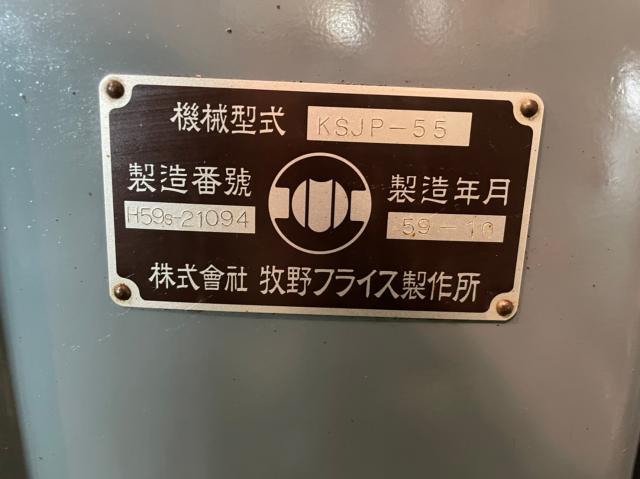 機械型式 KSJP-55
製造番號 製造年月
H59s-21094 59-10
株式會社 牧野フライス製作所